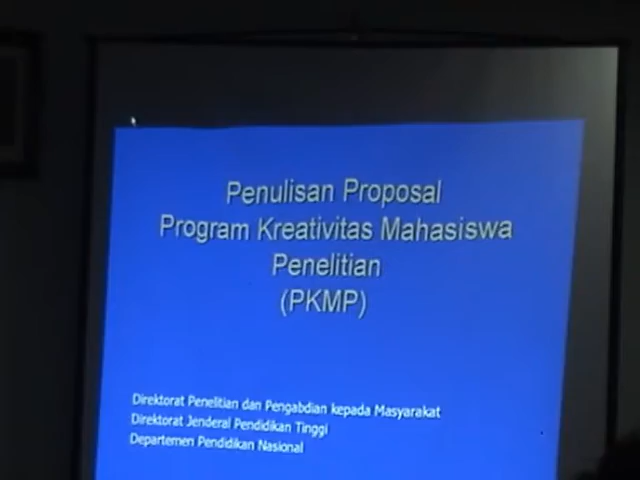 Penulisan Proposal
Program Kreativitas Mahasiswa
Penelitian
(PKMP)
Direktorat Penelitian dan Pengabdian kepada Masyarakat
Direktorat Jenderal Pendidikan Tinggi
Departemen Pendidikan Nasional